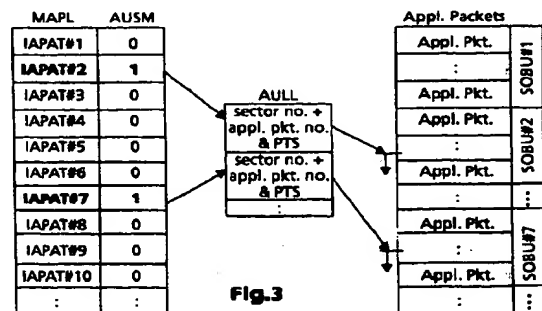 MAPL AUSM
IAPAT#1 0
IAPAT#2 1
IAPAT#3 0
IAPAT#4 0
IAPAT#5 0
IAPAT#6 0
IAPAT#7 1
IAPAT#8 0
IAPAT#9 0
IAPAT#10 0
: :
AULL
sector no. +
appl. pkt. no.
& PTS
sector no. +
appl. pkt. no.
& PTS
:
Appl. Packets
Appl. Pkt.
:
Appl. Pkt.
SOBU#1
Appl. Pkt.
:
Appl. Pkt.
SOBU#2
:
...
Appl. Pkt.
:
Appl. Pkt.
SOBU#7
:
...
Fig.3